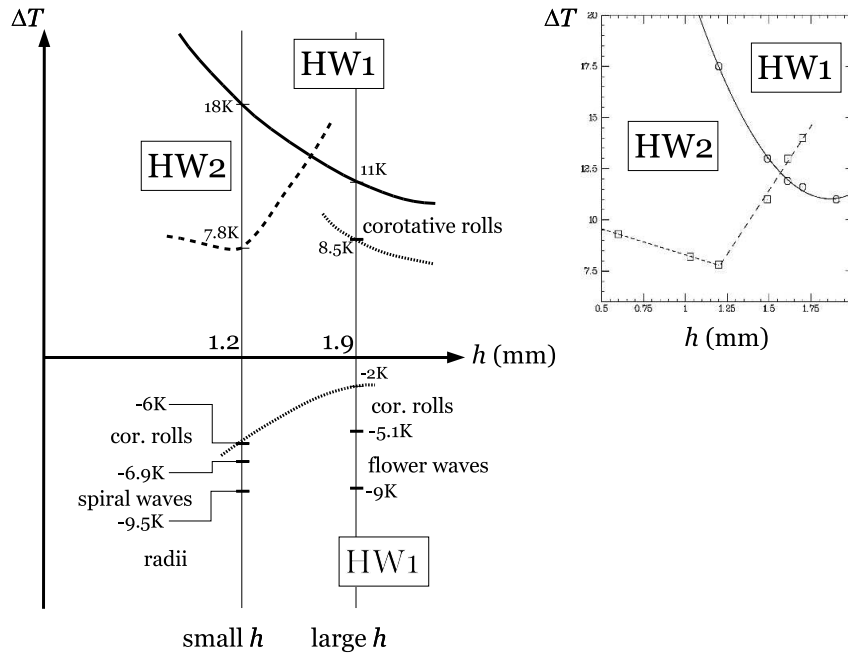 ΔT
HW1
18K
HW2
11K
7.8K
corotative rolls
8.5K
1.2
1.9
h (mm)
-2K
-6K
cor. rolls
cor. rolls
-5.1K
-6.9K
flower waves
spiral waves
-9K
-9.5K
radii
HW1
small h
large h
ΔT
20
17.5
15
12.5
10
7.5
HW1
HW2
0.5
0.75
1
1.25
1.5
1.75
h (mm)